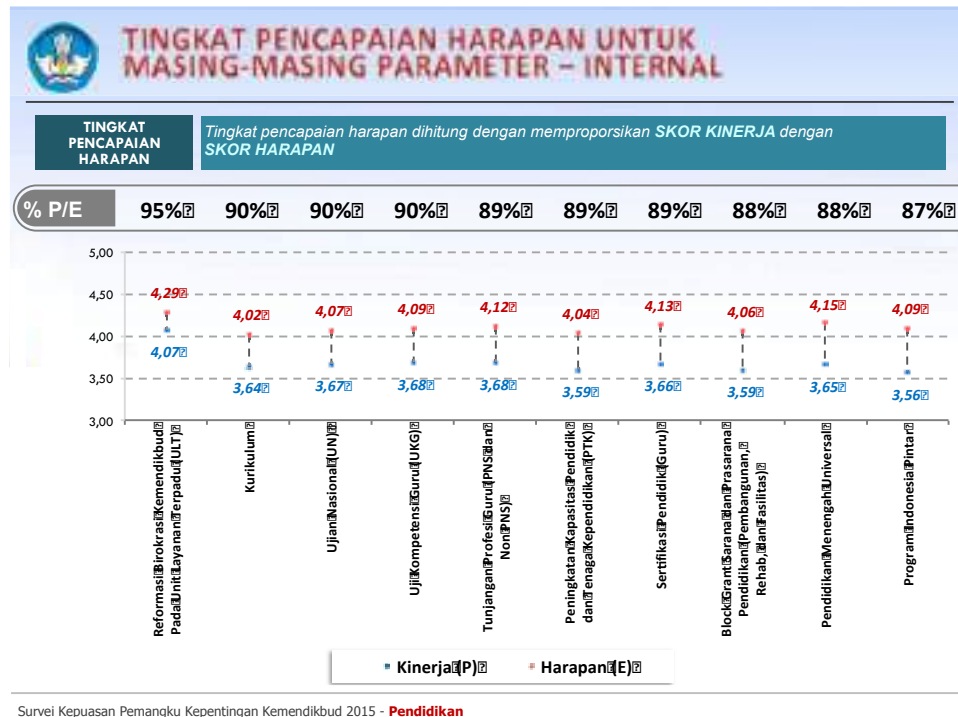 TINGKAT PENCAPAIAN HARAPAN UNTUK
MASING-MASING PARAMETER – INTERNAL
TINGKAT
PENCAPAIAN
HARAPAN
Tingkat pencapaian harapan dihitung dengan memproporsikan SKOR KINERJA dengan
SKOR HARAPAN
% P/E 95% 90% 90% 90% 89% 89% 89% 88% 88% 87%
5,00
4,50
4,00
3,50
3,00
4,29 4,02 4,07 4,09 4,12 4,04 4,13 4,06 4,15 4,09
4,07 3,64 3,67 3,68 3,68 3,59 3,66 3,59 3,65 3,56
Reformasi Birokrasi Kemendikbud
Pada Unit Layanan Terpadu (ULT)
Kurikulum
Ujian Nasional (UN)
Uji Kompetensi Guru (UKG)
Tunjangan Profesi Guru (PNS dan
Non PNS)
Peningkatan Kapasitas Pendidik
dan Tenaga Kependidikan (PTK)
Sertifikasi Pendidik (Guru)
Block Grant Sarana dan Prasarana
Pendidikan (Pembangunan,
Rehab, dan Fasilitas)
Pendidikan Menengah Universal
Program Indonesia Pintar
Kinerja (P) Harapan (E)
Survei Kepuasan Pemangku Kepentingan Kemendikbud 2015 - Pendidikan